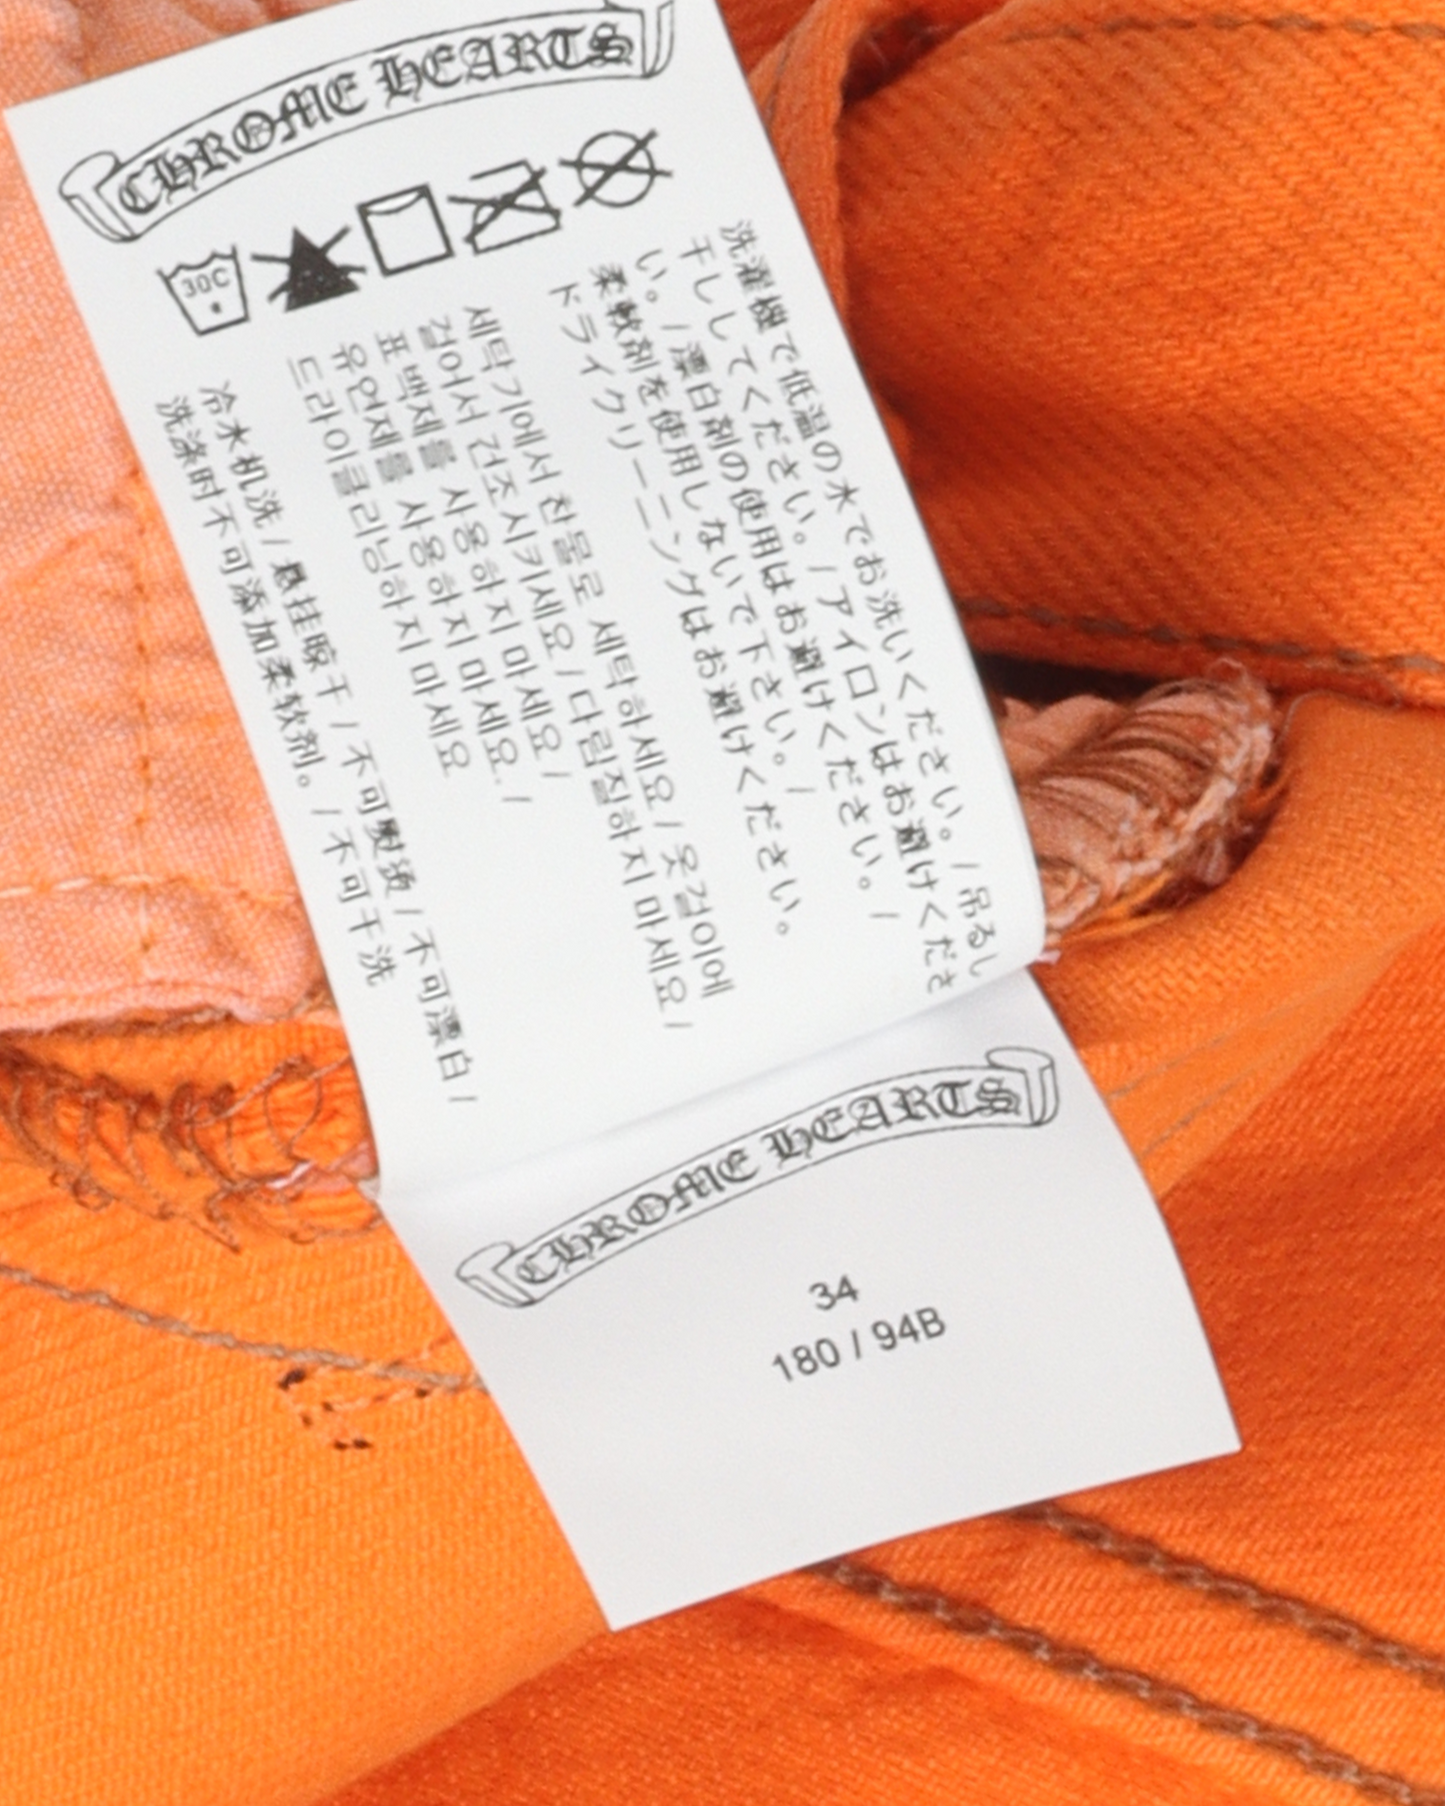 CHROME HEARTS
30C
洗濯機で低温の水でお洗いください。/ 吊るし
干ししてください。/ アイロンはお避けくださ
い。/ 漂白剤の使用はお避けください。/
柔軟剤を使用しないで下さい。/
ドライクリーニングはお避けください。
세탁기에서 찬물로 세탁하세요 / 옷걸이에
걸어서 건조시키세요 / 다림질하지 마세요 /
표백제를 사용하지 마세요 /
유연제를 사용하지 마세요. /
드라이클리닝하지 마세요
冷水机洗 / 悬挂晾干 / 不可熨烫 / 不可漂白 /
洗涤时不可添加柔软剂。/ 不可干洗
CHROME HEARTS
34
180 / 94B